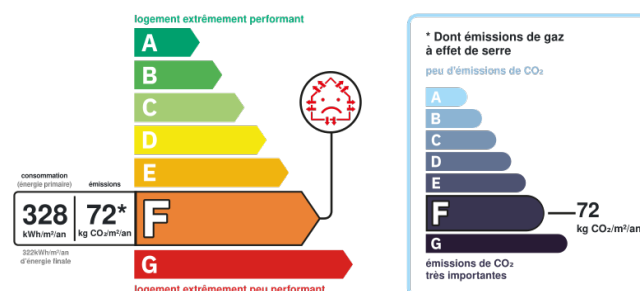 logement extrêmement performant
A
B
C
D
E
consommation
(énergie primaire)
émissions
328
kWh/m²/an
72*
kg CO₂/m²/an
F
322kWh/m²/an
d'énergie finale
G
logement extrêmement peu performant
* Dont émissions de gaz
à effet de serre
peu d'émissions de CO₂
A
B
C
D
E
F
72
kg CO₂/m²/an
G
émissions de CO₂
très importantes